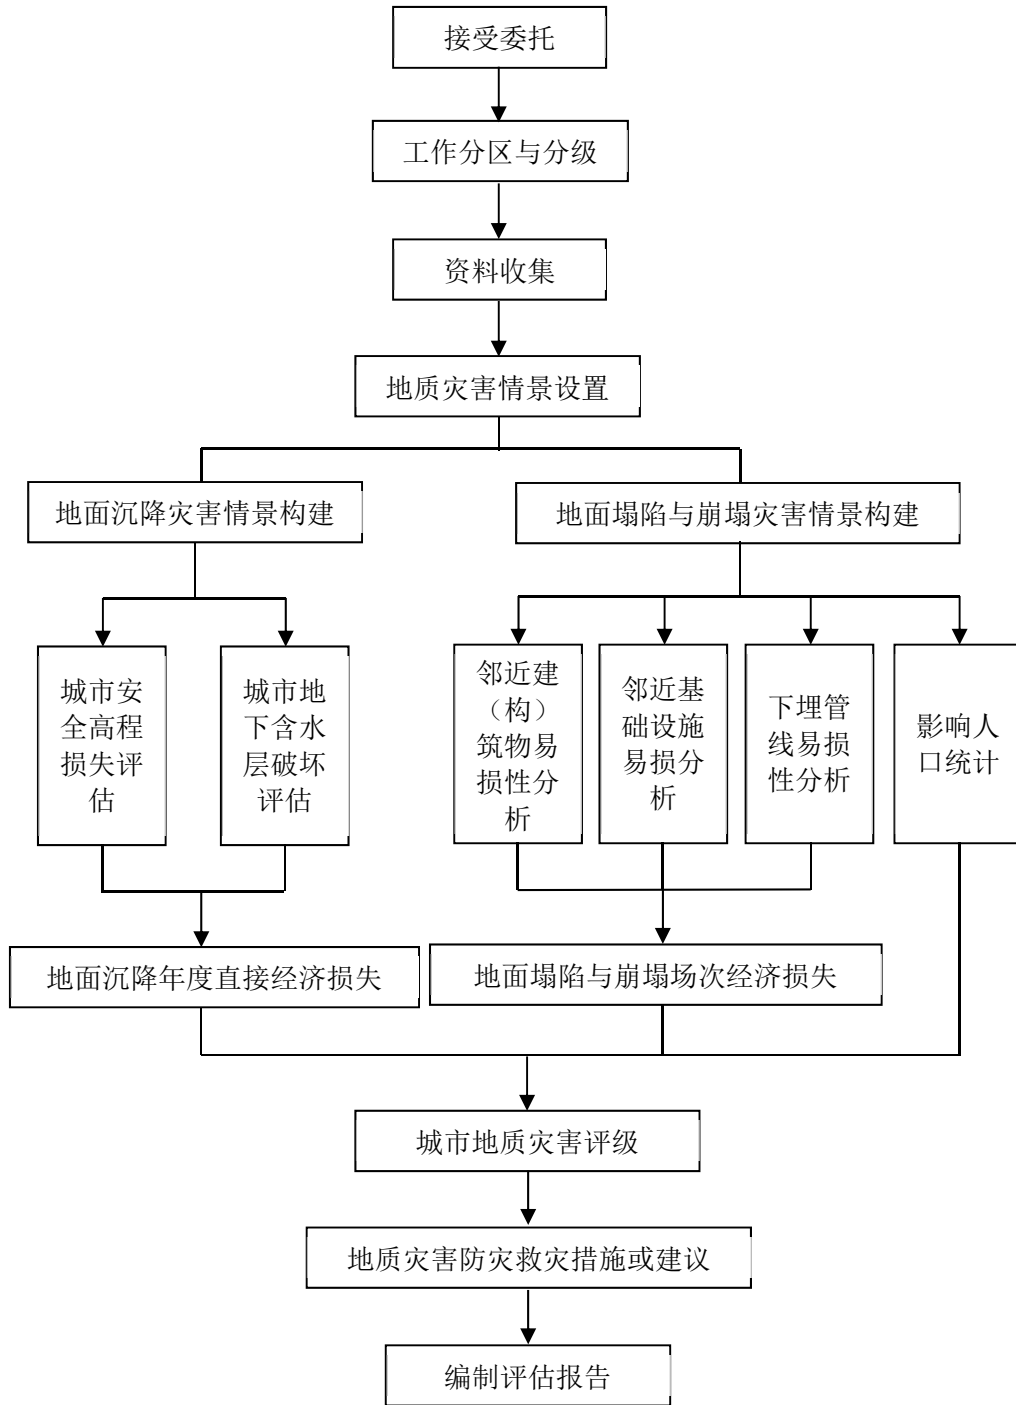 接受委托
工作分区与分级
资料收集
地质灾害情景设置
地面沉降灾害情景构建
地面塌陷与崩塌灾害情景构建
城市安
全高程
损失评
估
城市地
下含水
层破坏
评估
邻近建
（构）
筑物易
损性分
析
邻近基
础设施
易损分
析
下埋管
线易损
性分析
影响人
口统计
地面沉降年度直接经济损失
地面塌陷与崩塌场次经济损失
城市地质灾害评级
地质灾害防灾救灾措施或建议
编制评估报告